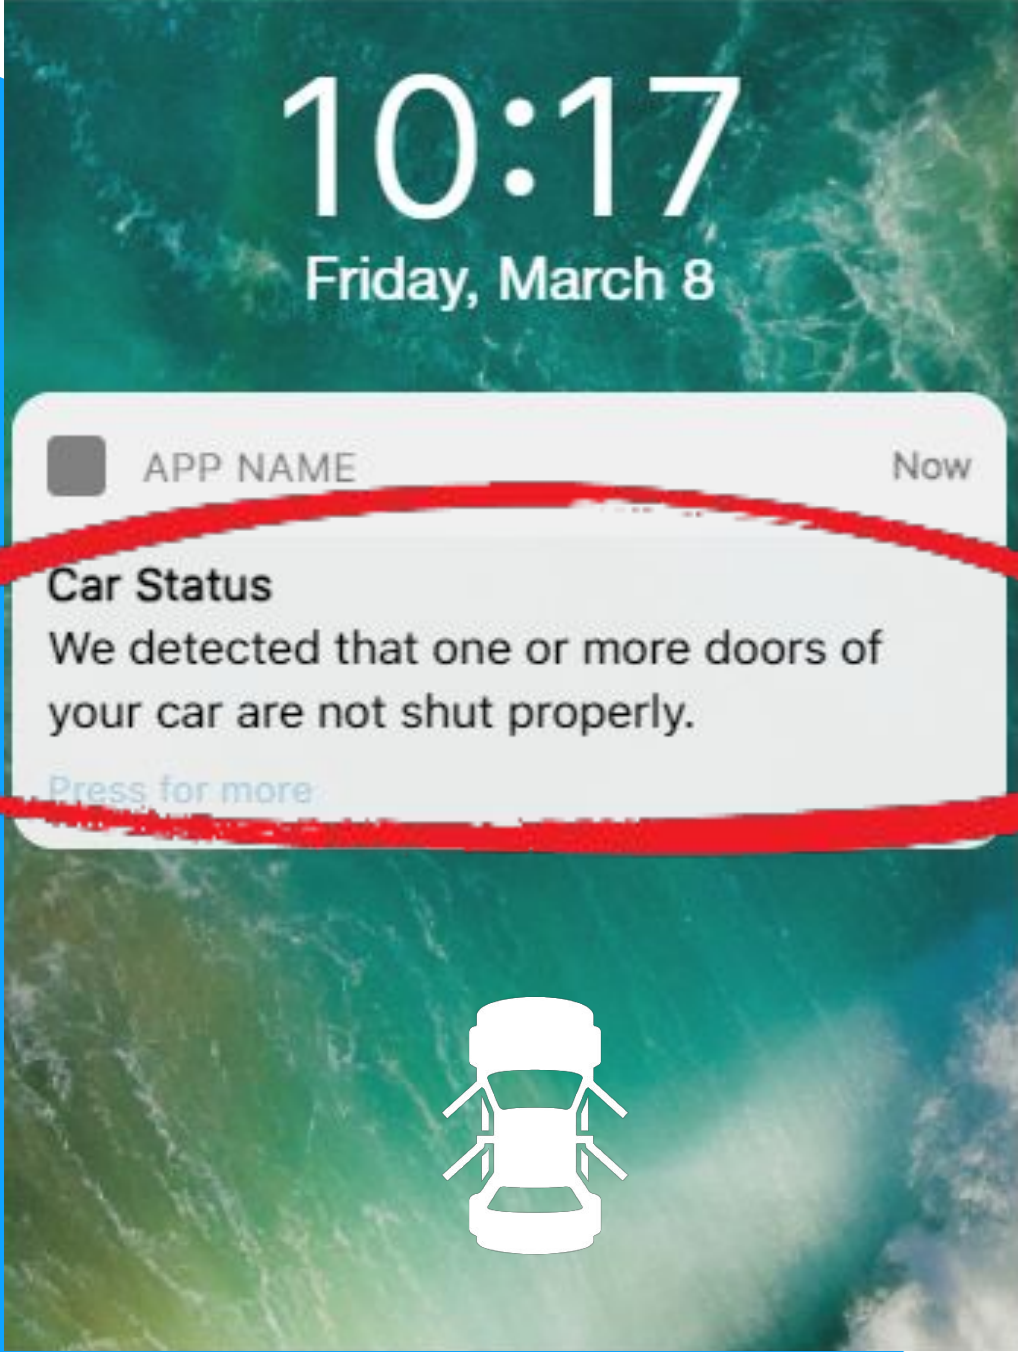 10:17
Friday, March 8
APP NAME
Now
Car Status
We detected that one or more doors of
your car are not shut properly.
Press for more